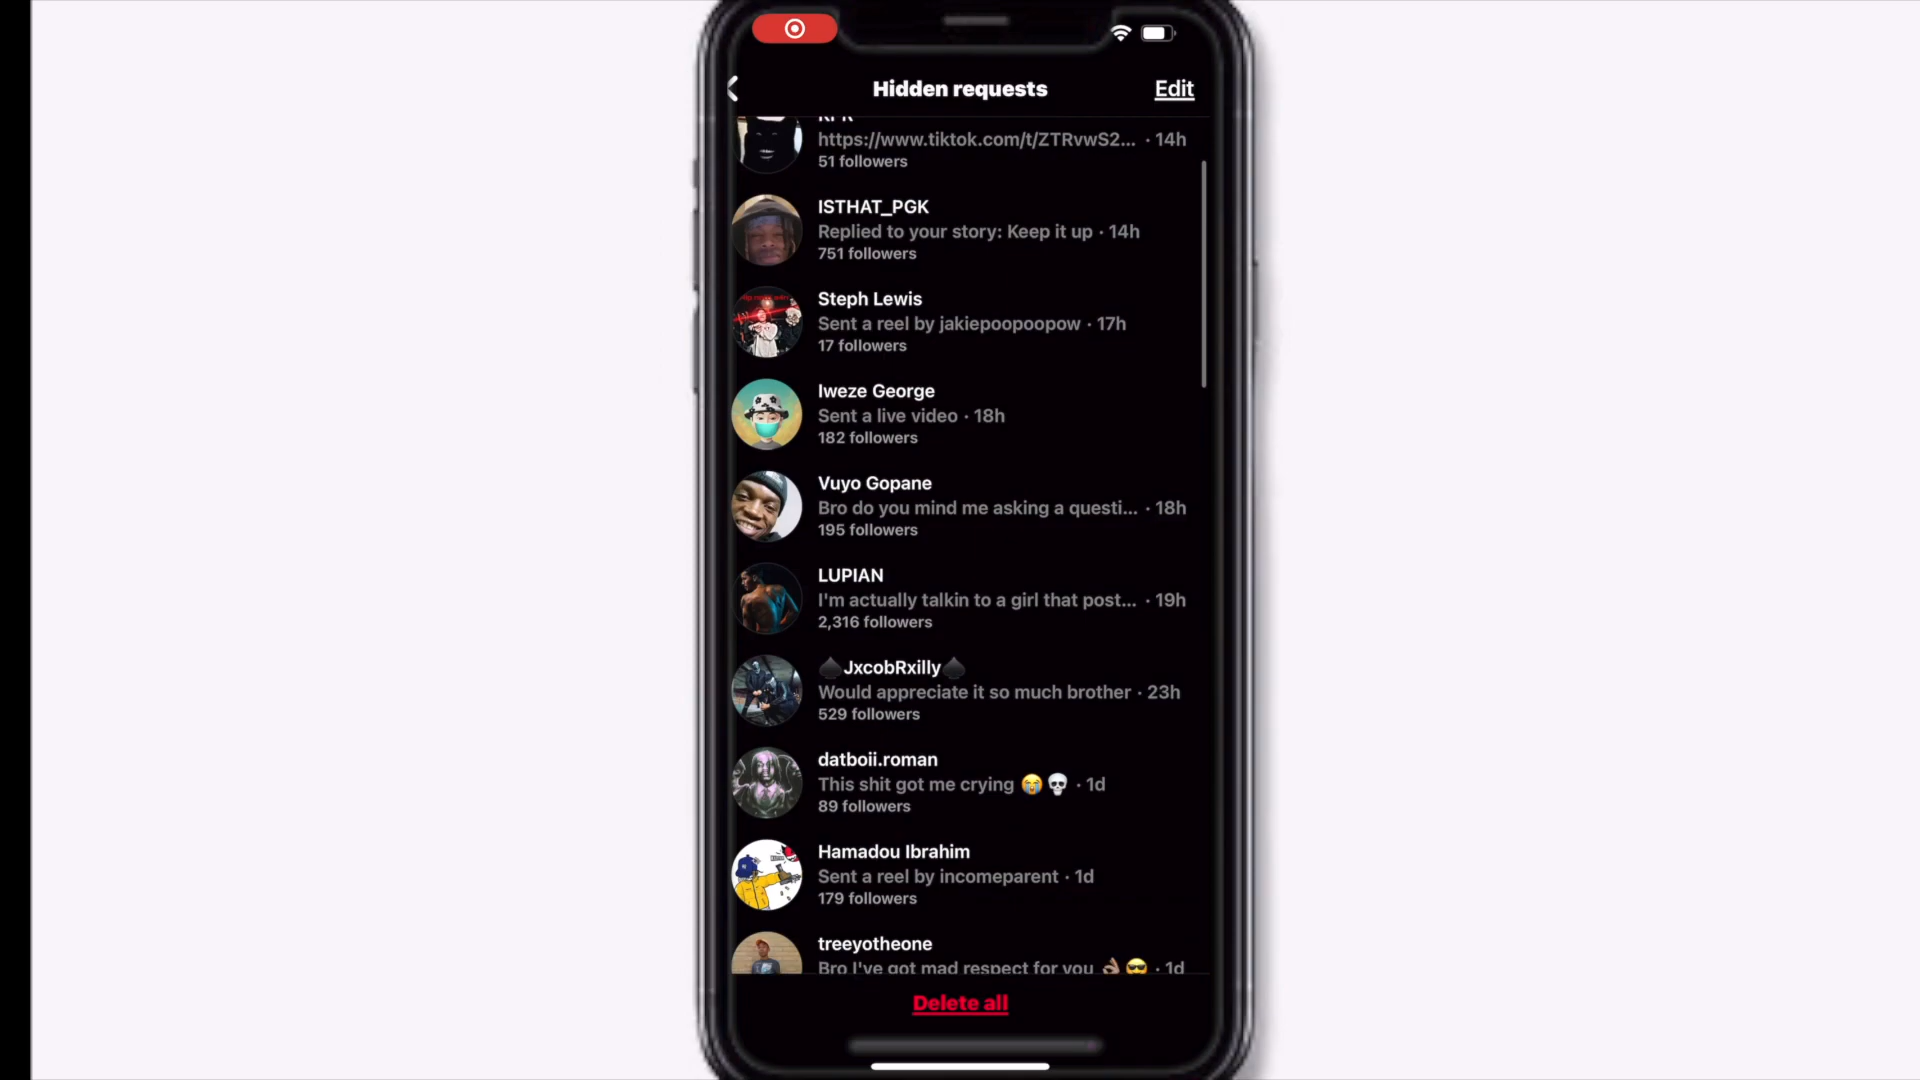 Hidden requests
Edit
https://www.tiktok.com/t/ZTRvwS2... · 14h
51 followers
ISTHAT_PGK
Replied to your story: Keep it up · 14h
751 followers
Steph Lewis
Sent a reel by jakiepoopoopow · 17h
17 followers
Iweze George
Sent a live video · 18h
182 followers
Vuyo Gopane
Bro do you mind me asking a questi... · 18h
195 followers
LUPIAN
I'm actually talkin to a girl that post... · 19h
2,316 followers
♠️JxcobRxilly♠️
Would appreciate it so much brother · 23h
529 followers
datboii.roman
This shit got me crying 😭💀 · 1d
89 followers
Hamadou Ibrahim
Sent a reel by incomeparent · 1d
179 followers
treeyotheone
Bro I've got mad respect for you 👌🏽😎 · 1d
Delete all